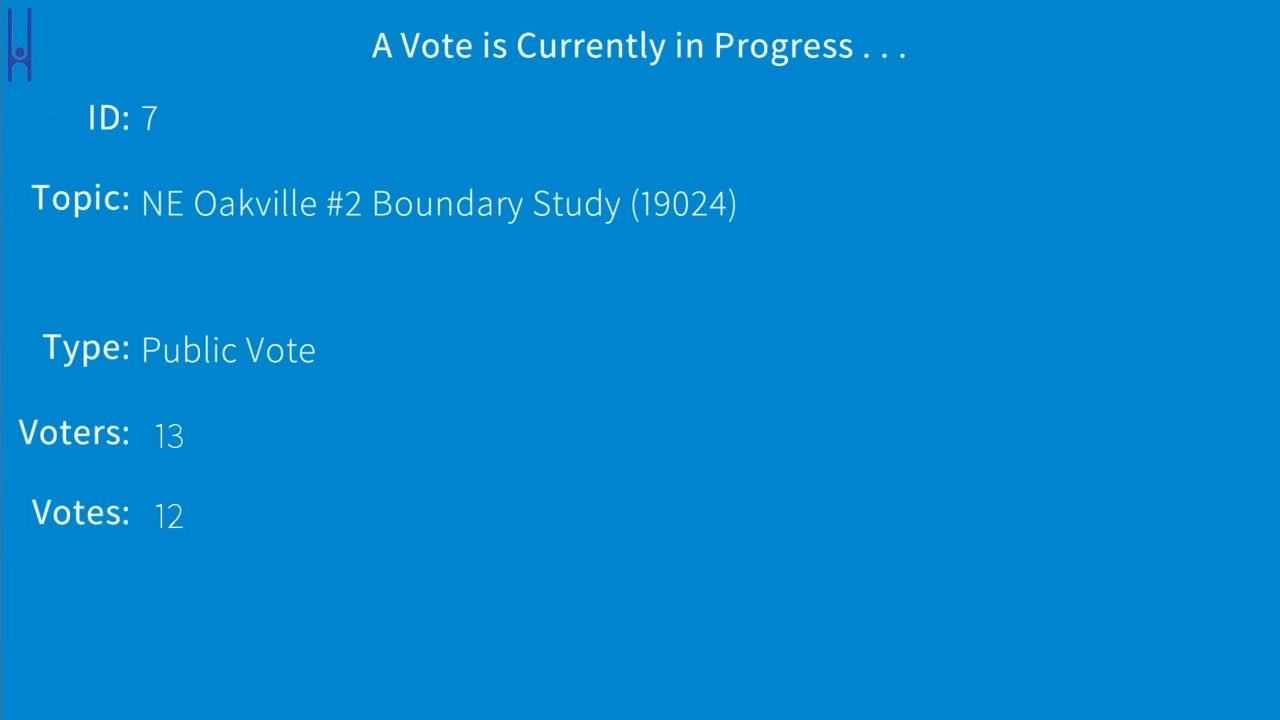 A Vote is Currently in Progress . . .
ID: 7
Topic: NE Oakville #2 Boundary Study (19024)
Type: Public Vote
Voters: 13
Votes: 12